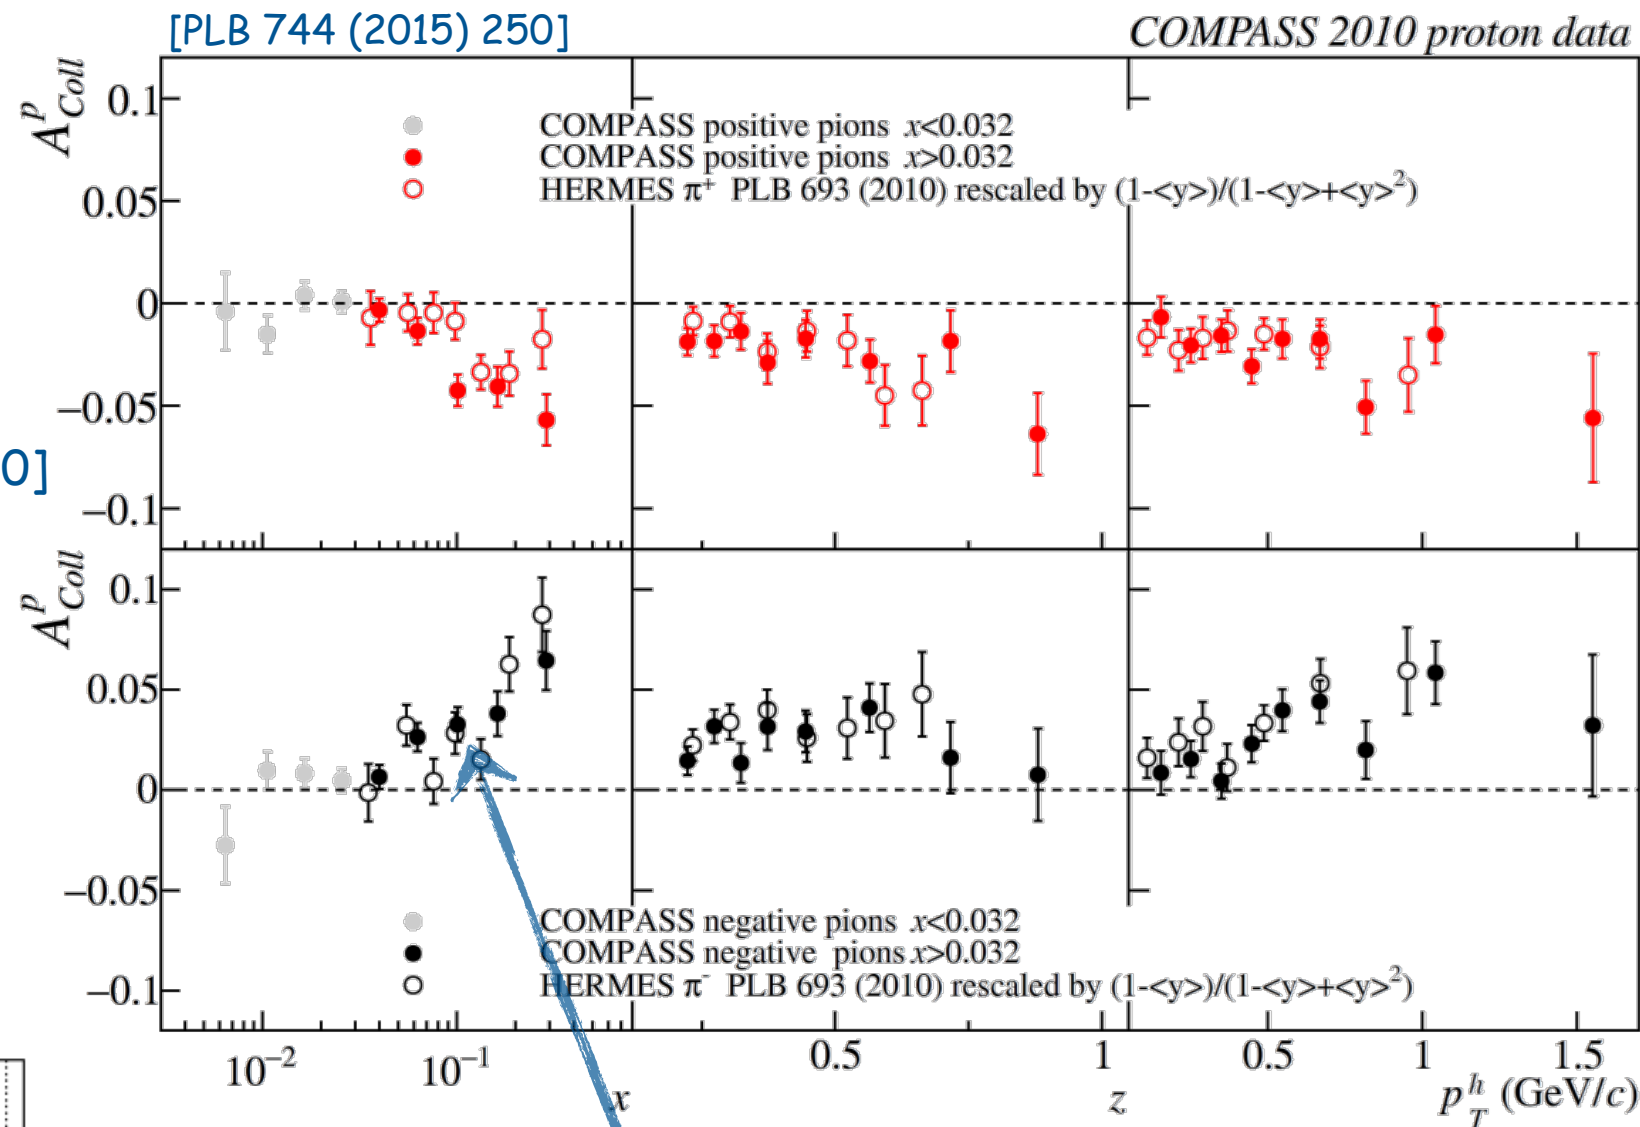 [PLB 744 (2015) 250]
COMPASS 2010 proton data
A^p_Coll
0.1
0.05
0
−0.05
−0.1
COMPASS positive pions x<0.032
COMPASS positive pions x>0.032
HERMES π⁺ PLB 693 (2010) rescaled by (1-<y>)/(1-<y>+<y>²)
0]
A^p_Coll
0.1
0.05
0
−0.05
−0.1
COMPASS negative pions x<0.032
COMPASS negative pions x>0.032
HERMES π⁻ PLB 693 (2010) rescaled by (1-<y>)/(1-<y>+<y>²)
10⁻² 10⁻¹ 0.5 1 0.5 1 1.5
x z p_T^h (GeV/c)